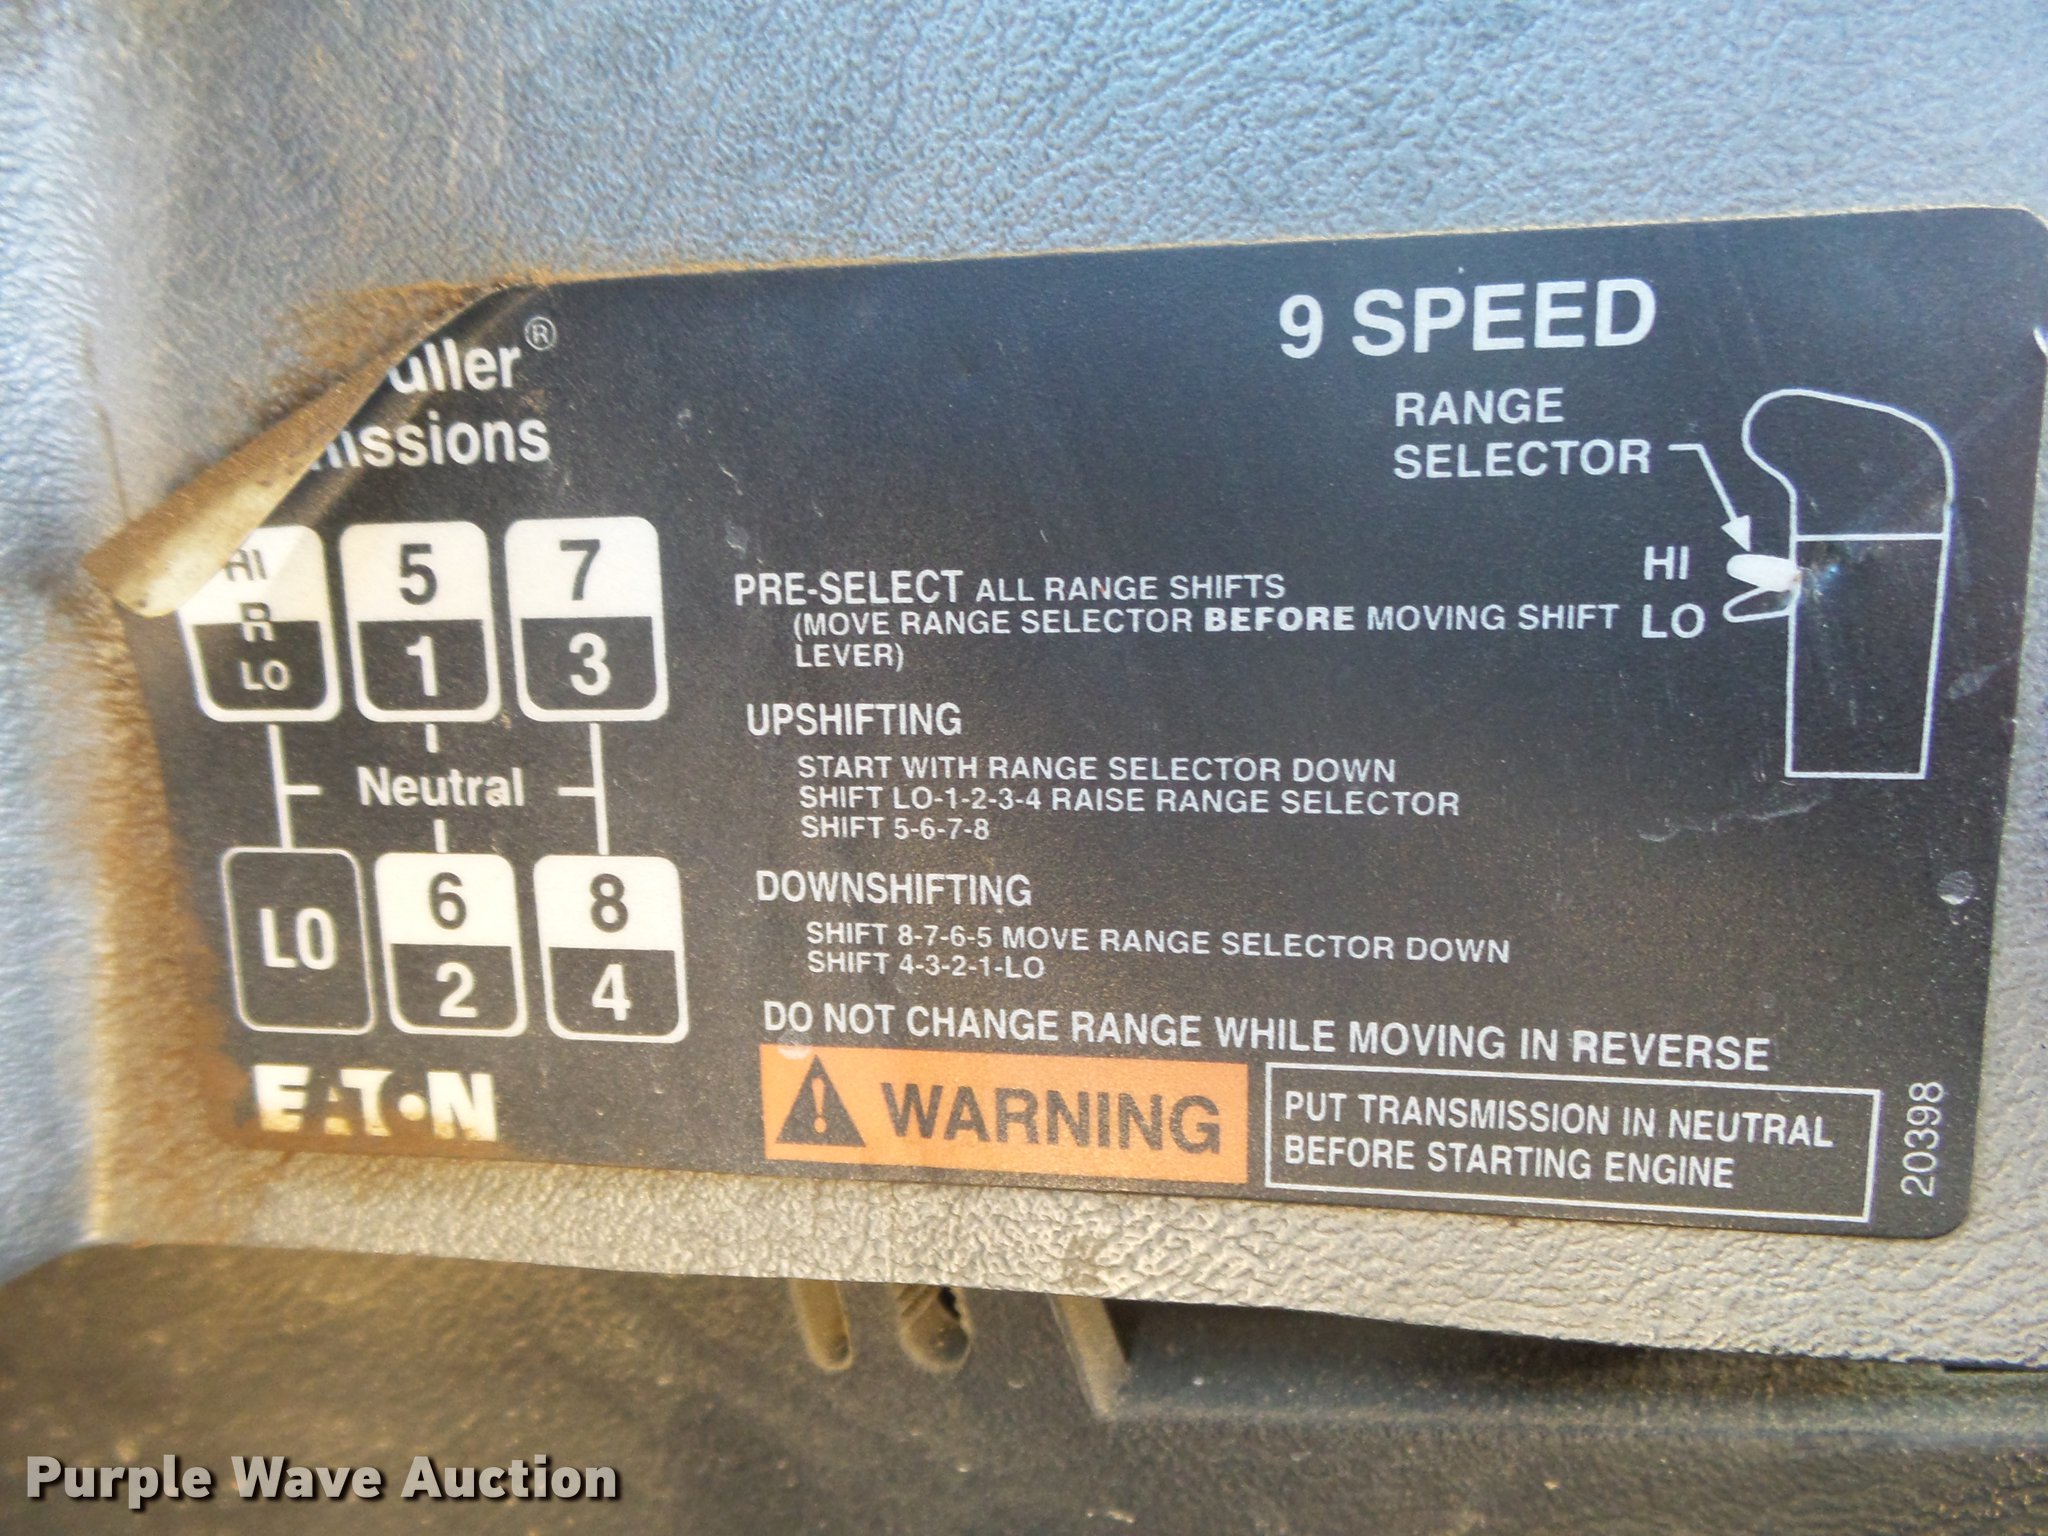 9 SPEED
RANGE
SELECTOR
HI
LO
HI
R
LO
5
1
7
3
Neutral
LO
6
2
8
4
EATON
PRE-SELECT ALL RANGE SHIFTS
(MOVE RANGE SELECTOR BEFORE MOVING SHIFT
LEVER)
UPSHIFTING
START WITH RANGE SELECTOR DOWN
SHIFT LO-1-2-3-4 RAISE RANGE SELECTOR
SHIFT 5-6-7-8
DOWNSHIFTING
SHIFT 8-7-6-5 MOVE RANGE SELECTOR DOWN
SHIFT 4-3-2-1-LO
DO NOT CHANGE RANGE WHILE MOVING IN REVERSE
WARNING
PUT TRANSMISSION IN NEUTRAL
BEFORE STARTING ENGINE
20398
Purple Wave Auction